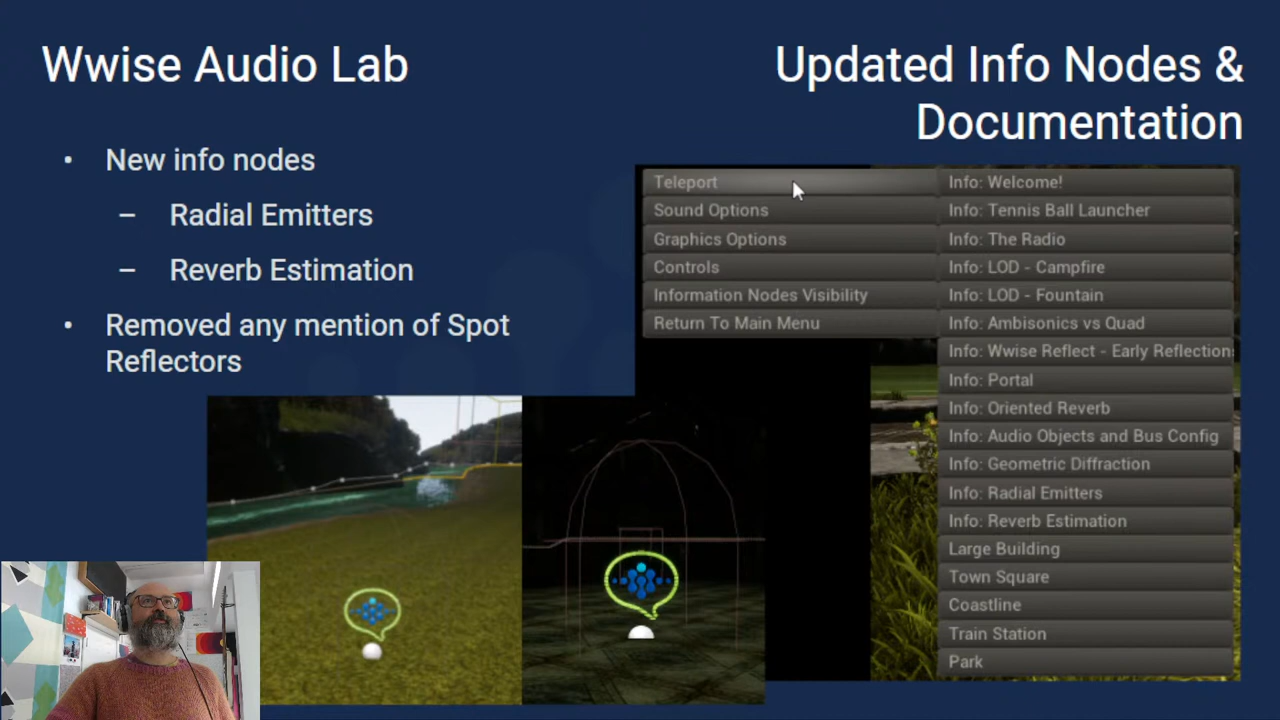 Wwise Audio Lab
Updated Info Nodes &
Documentation
• New info nodes
– Radial Emitters
– Reverb Estimation
• Removed any mention of Spot
Reflectors
Teleport
Sound Options
Graphics Options
Controls
Information Nodes Visibility
Return To Main Menu
Info: Welcome!
Info: Tennis Ball Launcher
Info: The Radio
Info: LOD - Campfire
Info: LOD - Fountain
Info: Ambisonics vs Quad
Info: Wwise Reflect - Early Reflections
Info: Portal
Info: Oriented Reverb
Info: Audio Objects and Bus Config
Info: Geometric Diffraction
Info: Radial Emitters
Info: Reverb Estimation
Large Building
Town Square
Coastline
Train Station
Park